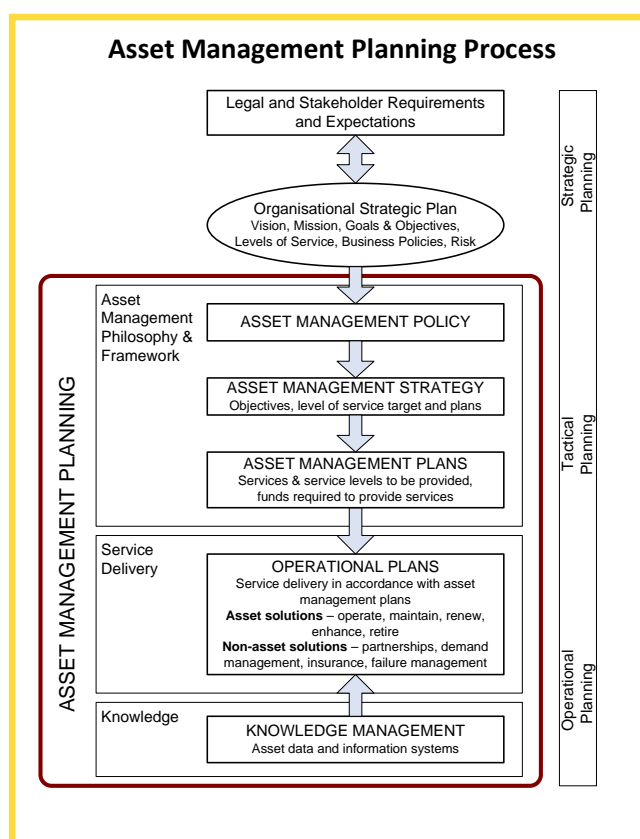 Asset Management Planning Process
Legal and Stakeholder Requirements
and Expectations
Organisational Strategic Plan
Vision, Mission, Goals & Objectives,
Levels of Service, Business Policies, Risk
Strategic
Planning
ASSET MANAGEMENT PLANNING
Asset
Management
Philosophy &
Framework
ASSET MANAGEMENT POLICY
ASSET MANAGEMENT STRATEGY
Objectives, level of service target and plans
ASSET MANAGEMENT PLANS
Services & service levels to be provided,
funds required to provide services
Tactical
Planning
Service
Delivery
OPERATIONAL PLANS
Service delivery in accordance with asset
management plans
Asset solutions – operate, maintain, renew,
enhance, retire
Non-asset solutions – partnerships, demand
management, insurance, failure management
Operational
Planning
Knowledge
KNOWLEDGE MANAGEMENT
Asset data and information systems